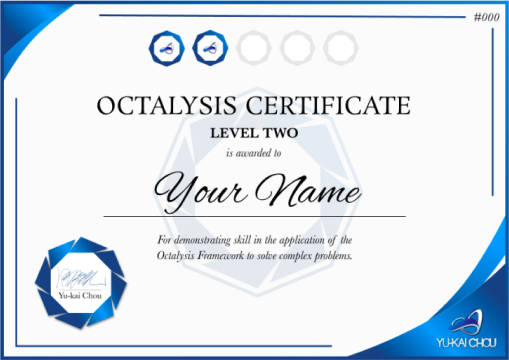 #000
OCTALYSIS CERTIFICATE
LEVEL TWO
is awarded to
Your Name
For demonstrating skill in the application of the
Octalysis Framework to solve complex problems.
Yu-kai Chou
YU-KAI CHOU